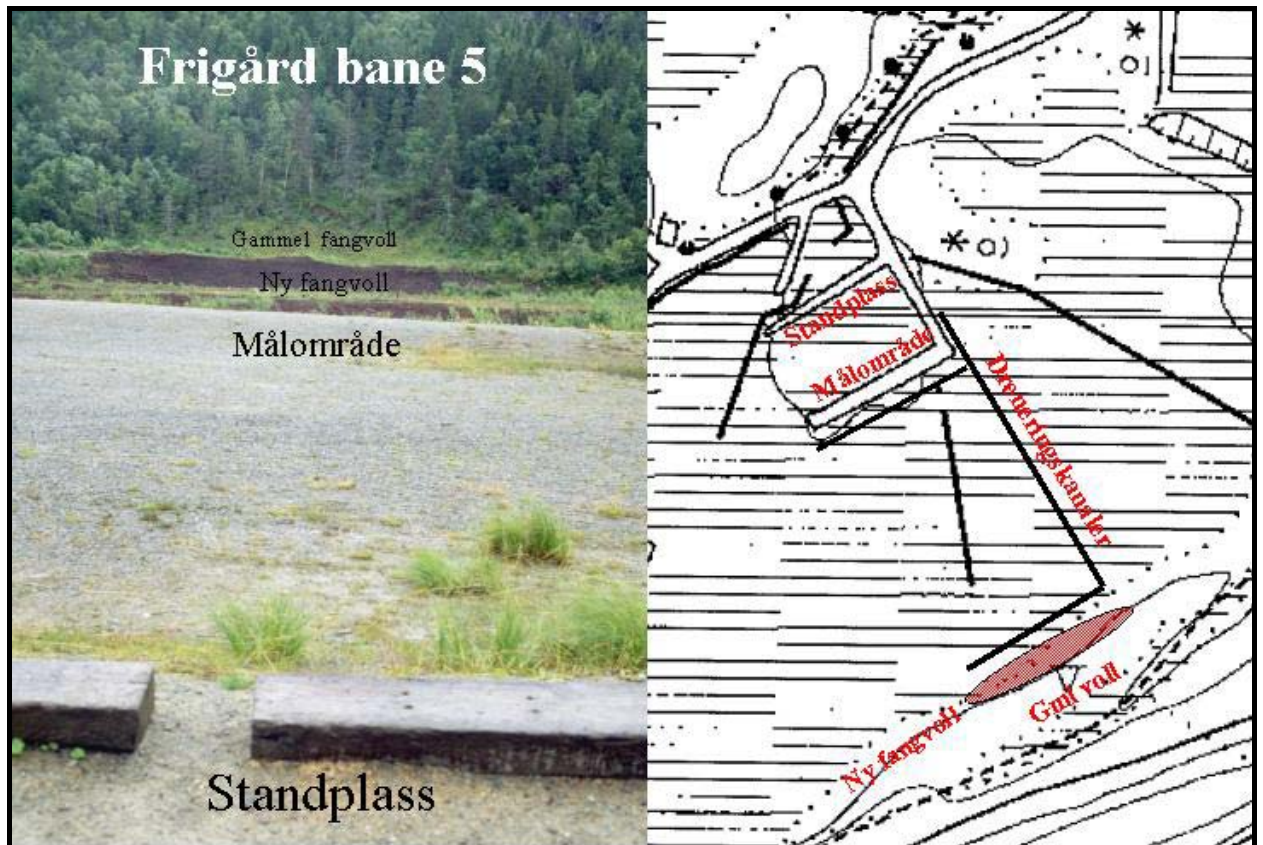 Frigård bane 5
Gammel fangvoll
Ny fangvoll
Målområde
Standplass
a)
a)
Standplass
Målområde
Dreneringskanaler
Ny fangvoll
Gml voll